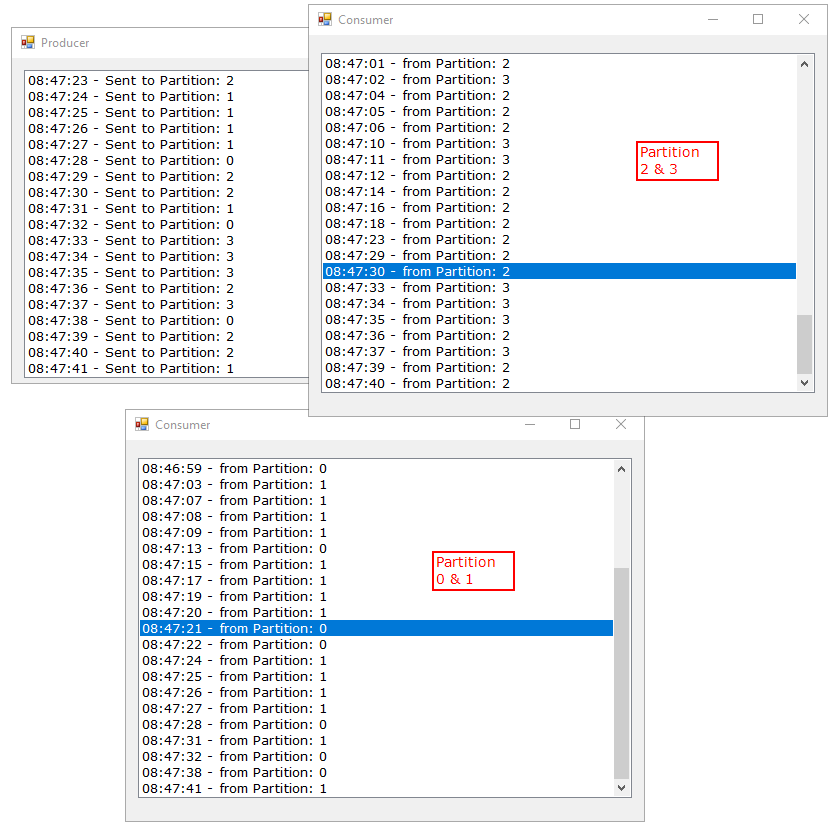 Producer
08:47:23 - Sent to Partition: 2
08:47:24 - Sent to Partition: 1
08:47:25 - Sent to Partition: 1
08:47:26 - Sent to Partition: 1
08:47:27 - Sent to Partition: 1
08:47:28 - Sent to Partition: 0
08:47:29 - Sent to Partition: 2
08:47:30 - Sent to Partition: 2
08:47:31 - Sent to Partition: 1
08:47:32 - Sent to Partition: 0
08:47:33 - Sent to Partition: 3
08:47:34 - Sent to Partition: 3
08:47:35 - Sent to Partition: 3
08:47:36 - Sent to Partition: 2
08:47:37 - Sent to Partition: 3
08:47:38 - Sent to Partition: 0
08:47:39 - Sent to Partition: 2
08:47:40 - Sent to Partition: 2
08:47:41 - Sent to Partition: 1
Consumer
08:47:01 - from Partition: 2
08:47:02 - from Partition: 3
08:47:04 - from Partition: 2
08:47:05 - from Partition: 2
08:47:06 - from Partition: 2
08:47:10 - from Partition: 3
08:47:11 - from Partition: 3
08:47:12 - from Partition: 2
08:47:14 - from Partition: 2
08:47:16 - from Partition: 2
08:47:18 - from Partition: 2
08:47:23 - from Partition: 2
08:47:29 - from Partition: 2
08:47:30 - from Partition: 2
08:47:33 - from Partition: 3
08:47:34 - from Partition: 3
08:47:35 - from Partition: 3
08:47:36 - from Partition: 2
08:47:37 - from Partition: 3
08:47:39 - from Partition: 2
08:47:40 - from Partition: 2
Partition
2 & 3
Consumer
08:46:59 - from Partition: 0
08:47:03 - from Partition: 1
08:47:07 - from Partition: 1
08:47:08 - from Partition: 1
08:47:09 - from Partition: 1
08:47:13 - from Partition: 0
08:47:15 - from Partition: 1
08:47:17 - from Partition: 1
08:47:19 - from Partition: 1
08:47:20 - from Partition: 1
08:47:21 - from Partition: 0
08:47:22 - from Partition: 0
08:47:24 - from Partition: 1
08:47:25 - from Partition: 1
08:47:26 - from Partition: 1
08:47:27 - from Partition: 1
08:47:28 - from Partition: 0
08:47:31 - from Partition: 1
08:47:32 - from Partition: 0
08:47:38 - from Partition: 0
08:47:41 - from Partition: 1
Partition
0 & 1